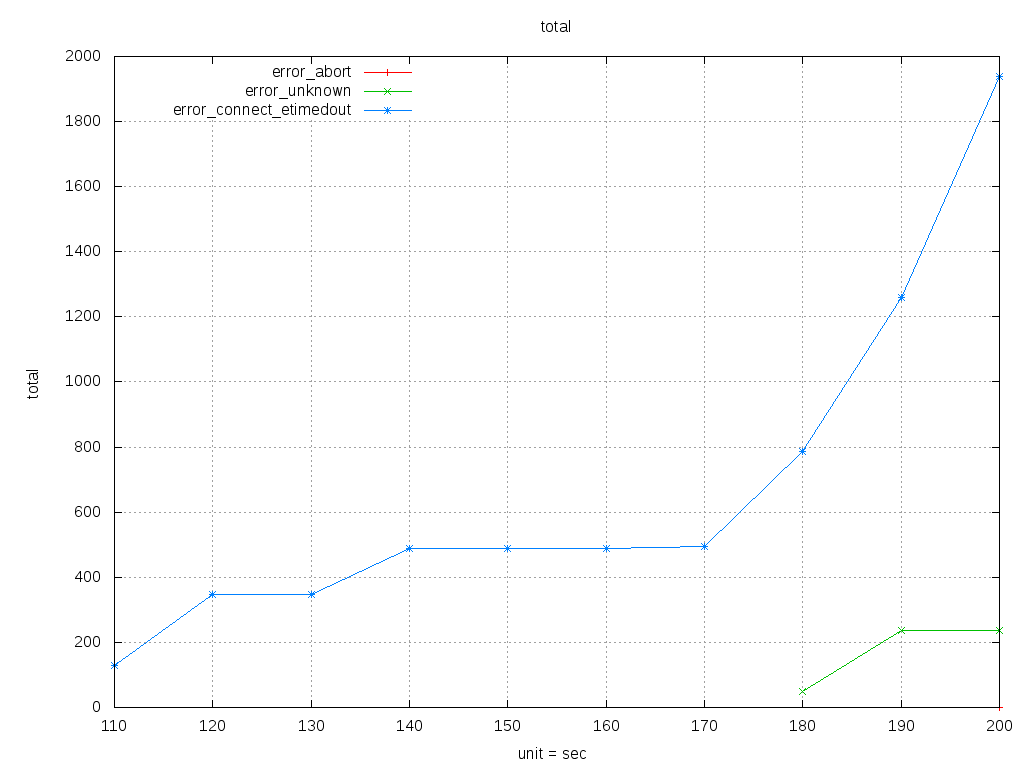 total
2000
error_abort
error_unknown
error_connect_etimedout
1800
1600
1400
1200
total
1000
800
600
400
200
0
110 120 130 140 150 160 170 180 190 200
unit = sec